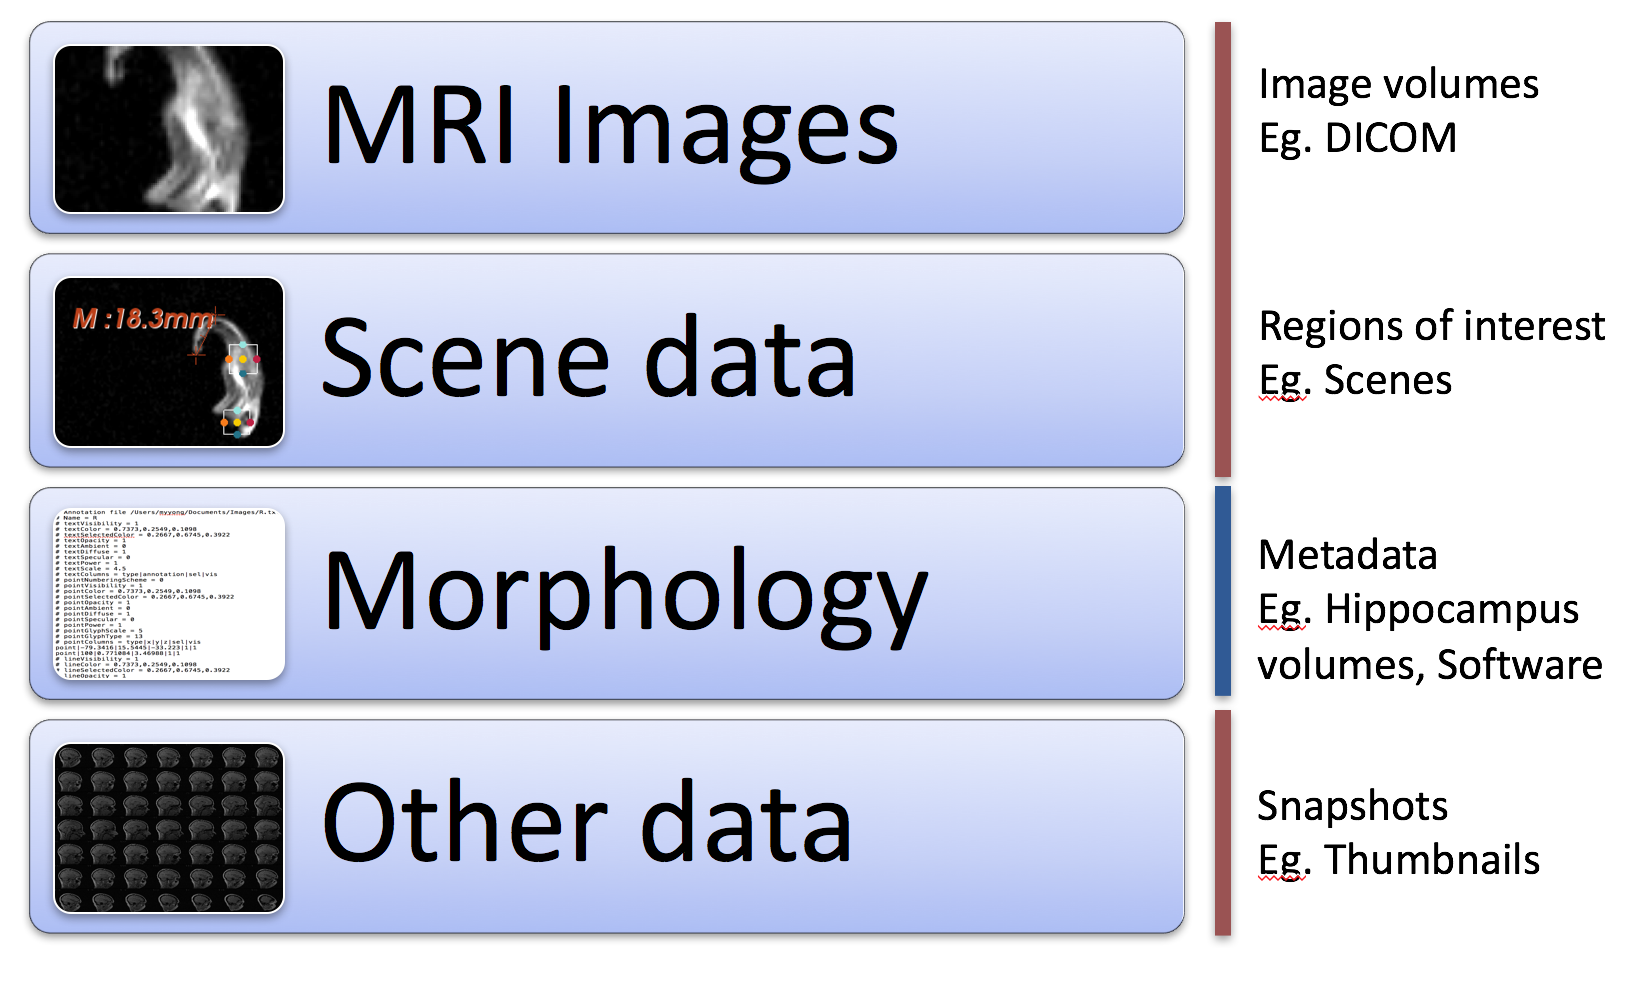 MRI Images
Image volumes
Eg. DICOM
M :18.3mm
Scene data
Regions of interest
Eg. Scenes
Annotation file /Users/myyong/Documents/Images/R.tx
# Name = R
# textVisibility = 1
# textColor = 0.7373,0.2549,0.1098
# textSelectedColor = 0.2667,0.6745,0.3922
# textOpacity = 1
# textAmbient = 0
# textDiffuse = 1
# textSpecular = 0
# textPower = 1
# textScale = 4.5
# textColumns = type|annotation|sel|vis
# pointNumberingScheme = 0
# pointVisibility = 1
# pointColor = 0.7373,0.2549,0.1098
# pointSelectedColor = 0.2667,0.6745,0.3922
# pointOpacity = 1
# pointAmbient = 0
# pointDiffuse = 1
# pointSpecular = 0
# pointPower = 1
# pointGlyphScale = 5
# pointGlyphType = 13
# pointColumns = type|x|y|z|sel|vis
point|-79.3416|15.5445|-33.223|1|1
point|100|0.771084|3.46988|1|1
# lineVisibility = 1
# lineColor = 0.7373,0.2549,0.1098
# lineSelectedColor = 0.2667,0.6745,0.3922
lineOpacity = 1
Morphology
Metadata
Eg. Hippocampus
volumes, Software
Other data
Snapshots
Eg. Thumbnails